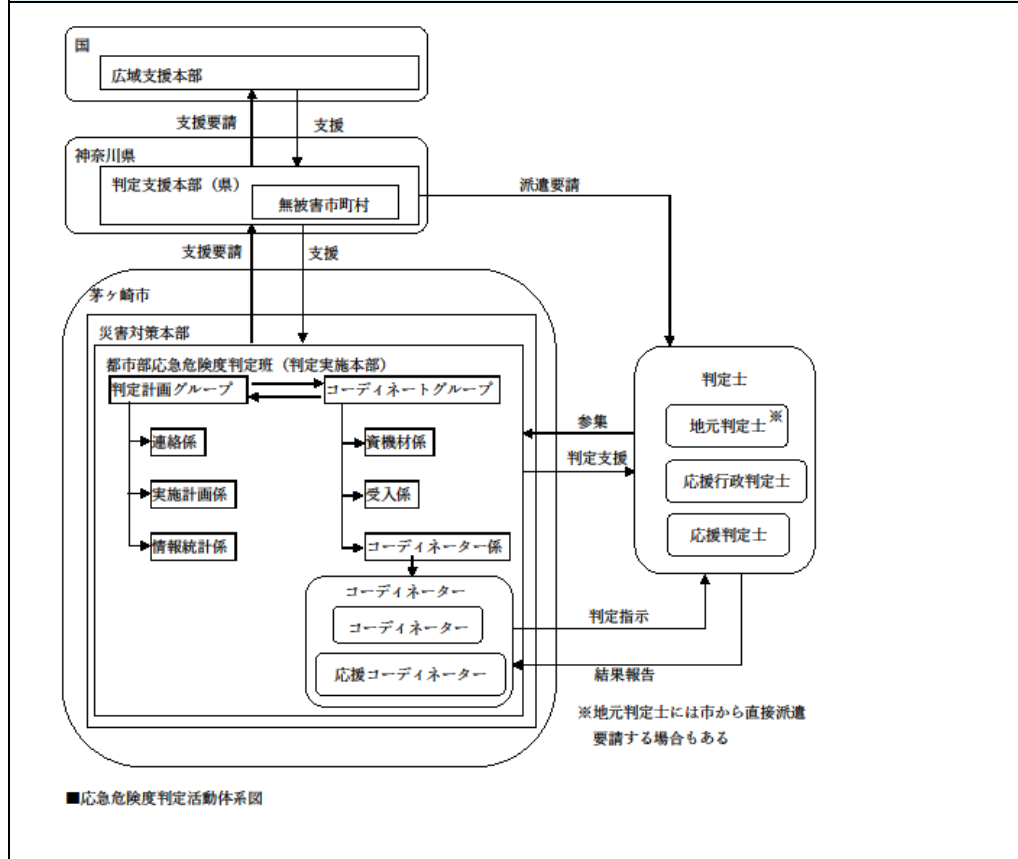 国
広域支援本部
支援要請
支援
神奈川県
判定支援本部（県）
無被害市町村
派遣要請
支援要請
支援
茅ヶ崎市
災害対策本部
都市部応急危険度判定班（判定実施本部）
判定計画グループ
コーディネートグループ
連絡係
実施計画係
情報統計係
資機材係
受入係
コーディネーター係
コーディネーター
コーディネーター
応援コーディネーター
参集
判定支援
判定士
地元判定士※
応援行政判定士
応援判定士
判定指示
結果報告
※地元判定士には市から直接派遣
要請する場合もある
■応急危険度判定活動体系図